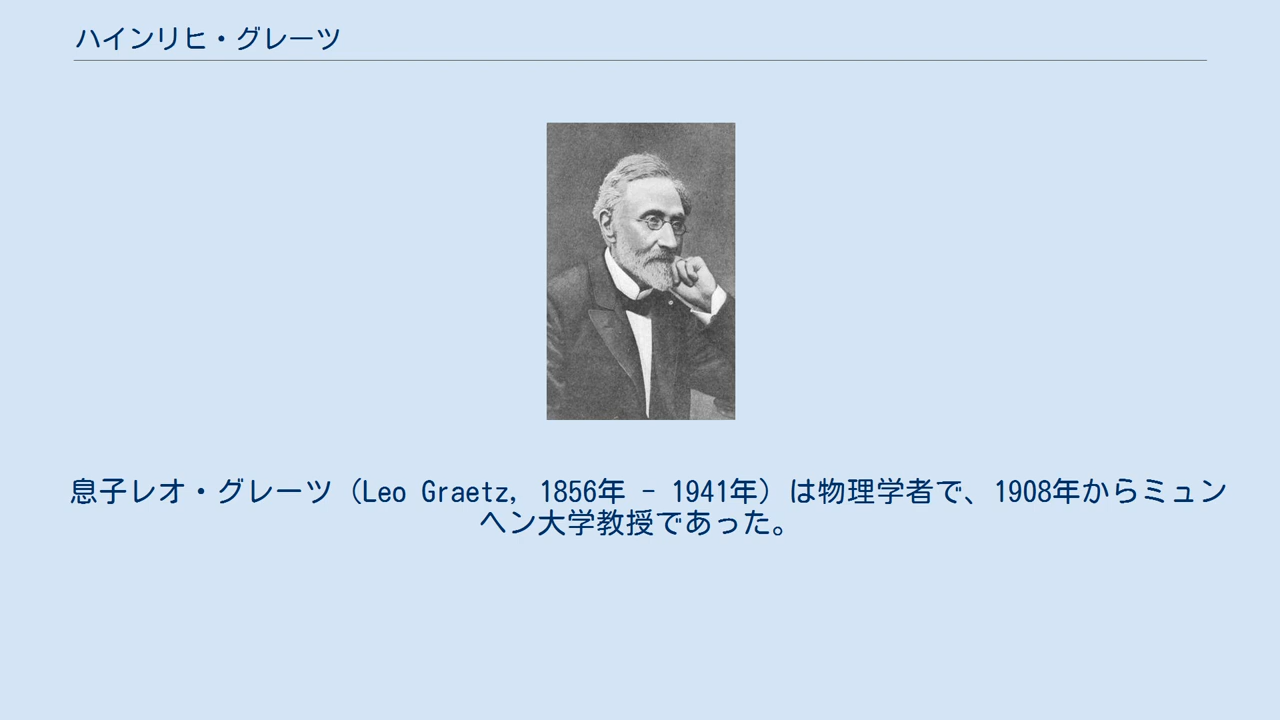 ハインリヒ・グレーツ
息子レオ・グレーツ（Leo Graetz, 1856年 - 1941年）は物理学者で、1908年からミュン
ヘン大学教授であった。